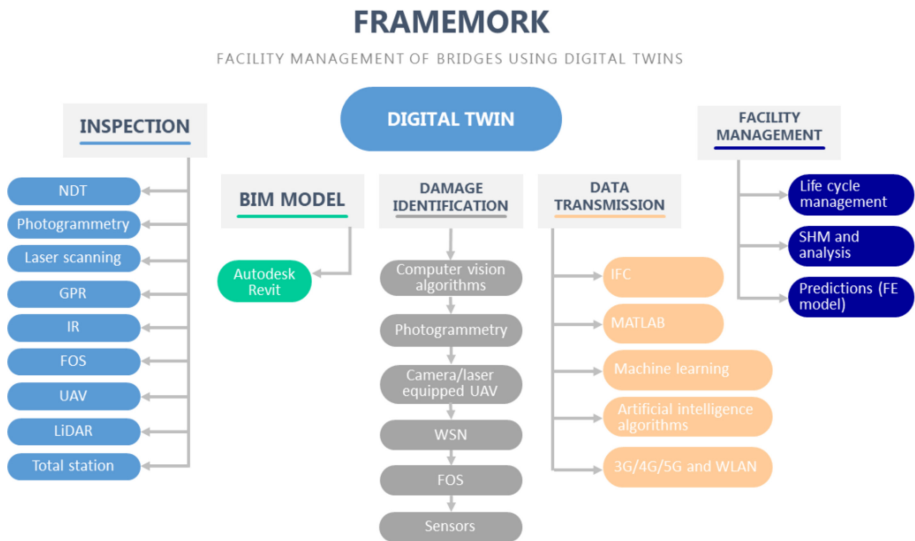 FRAMEMORK
FACILITY MANAGEMENT OF BRIDGES USING DIGITAL TWINS
DIGITAL TWIN
INSPECTION
NDT
Photogrammetry
Laser scanning
GPR
IR
FOS
UAV
LiDAR
Total station
BIM MODEL
Autodesk
Revit
DAMAGE
IDENTIFICATION
Computer vision
algorithms
Photogrammetry
Camera/laser
equipped UAV
WSN
FOS
Sensors
DATA
TRANSMISSION
IFC
MATLAB
Machine learning
Artificial intelligence
algorithms
3G/4G/5G and WLAN
FACILITY
MANAGEMENT
Life cycle
management
SHM and
analysis
Predictions (FE
model)